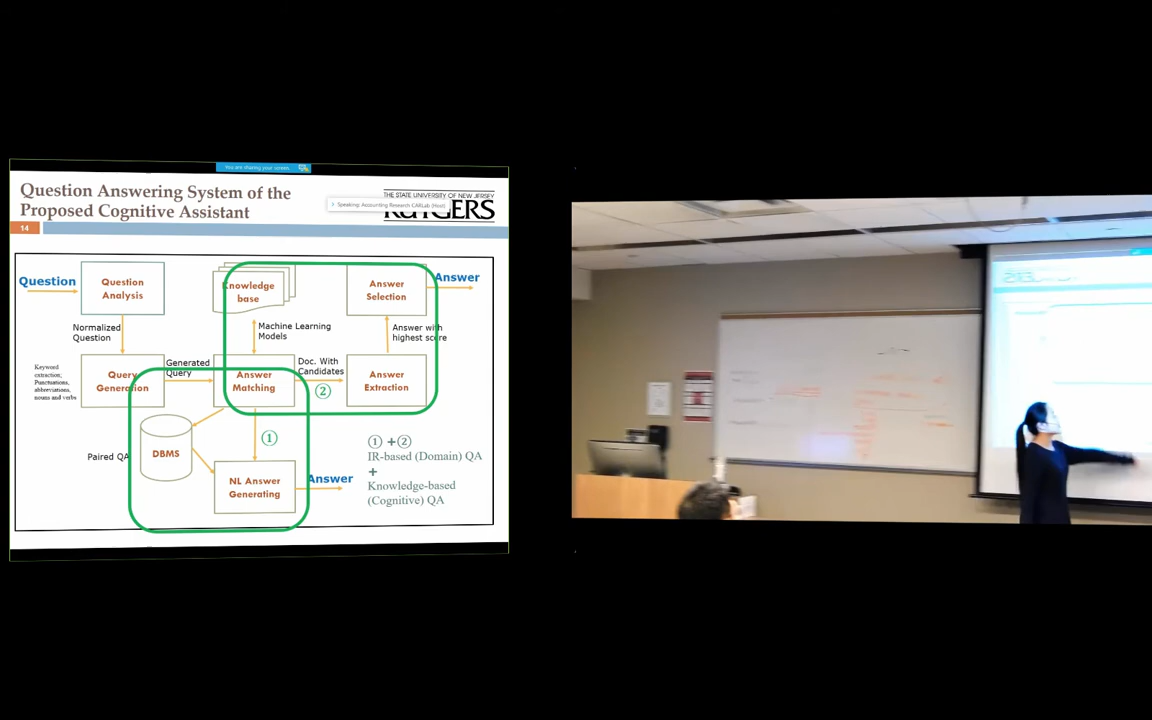 You are sharing your screen
Question Answering System of the
Proposed Cognitive Assistant
THE STATE UNIVERSITY OF NEW JERSEY
RUTGERS
Speaking: Accounting Research CARLab (Host)
14
Question
Question
Analysis
Knowledge
base
Answer
Selection
Answer
Normalized
Question
Machine Learning
Models
Answer with
highest score
Keyword
extraction;
Punctuations,
abbreviations,
nouns and verbs
Query
Generation
Generated
Query
Answer
Matching
Doc. With
Candidates
②
Answer
Extraction
Paired QA
DBMS
①
NL Answer
Generating
Answer
① +②
IR-based (Domain) QA
+
Knowledge-based
(Cognitive) QA